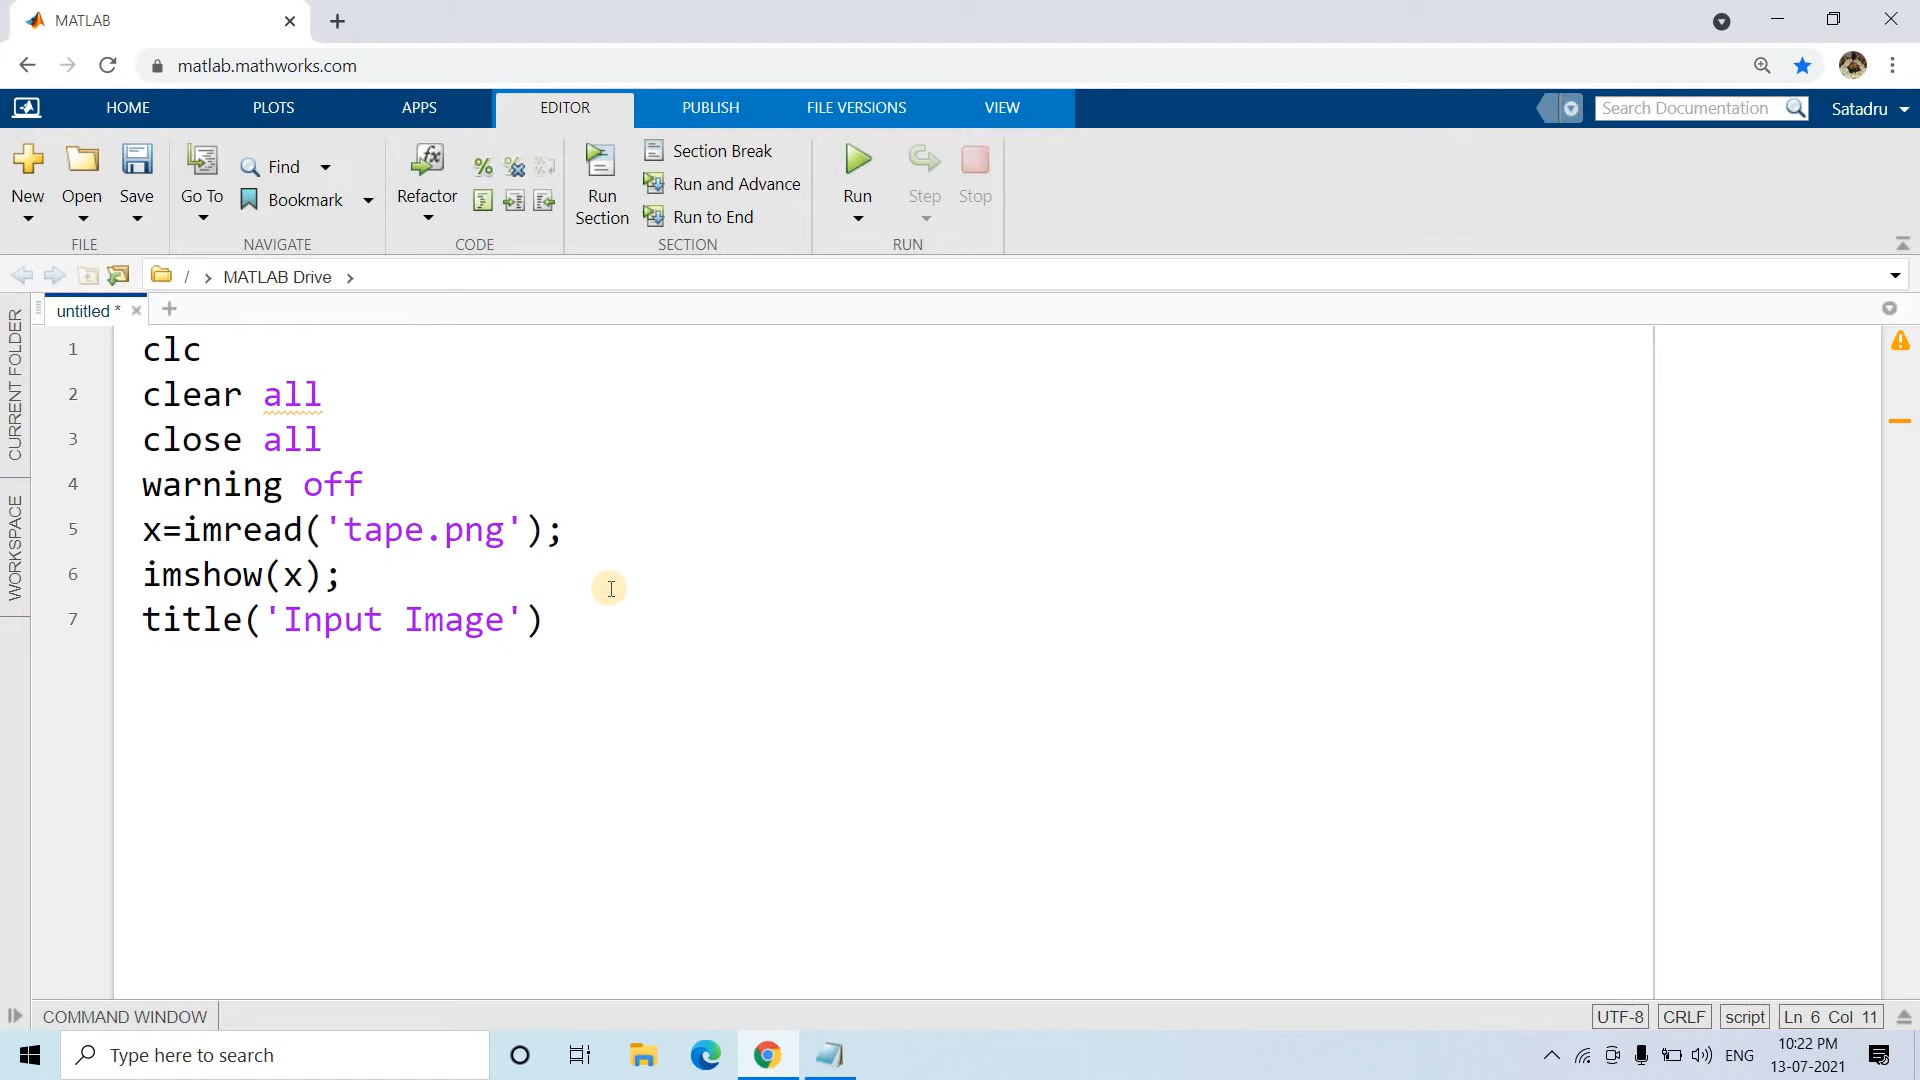 MATLAB
matlab.mathworks.com
HOME PLOTS APPS EDITOR PUBLISH FILE VERSIONS VIEW Search Documentation Satadru
New Open Save Go To Find Bookmark Refactor Run Section Section Break Run and Advance Run to End Run Step Stop
FILE NAVIGATE CODE SECTION RUN
/ MATLAB Drive
untitled *
CURRENT FOLDER
WORKSPACE
1 clc
2 clear all
3 close all
4 warning off
5 x=imread('tape.png');
6 imshow(x);
7 title('Input Image')
COMMAND WINDOW UTF-8 CRLF script Ln 6 Col 11
Type here to search ENG 10:22 PM
13-07-2021